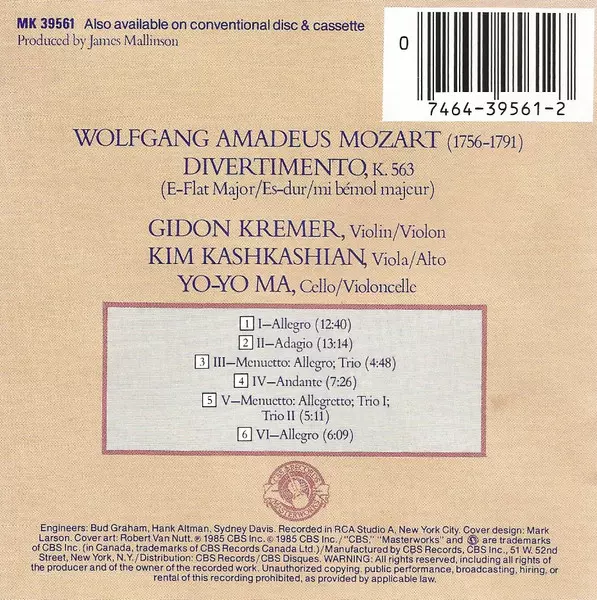 MK 39561 Also available on conventional disc & cassette
Produced by James Mallinson
0
7464-39561-2
WOLFGANG AMADEUS MOZART (1756-1791)
DIVERTIMENTO, K. 563
(E-Flat Major/Es-dur/mi bémol majeur)
GIDON KREMER, Violin/Violon
KIM KASHKASHIAN, Viola/Alto
YO-YO MA, Cello/Violoncelle
1 I—Allegro (12:40)
2 II—Adagio (13:14)
3 III—Menuetto: Allegro; Trio (4:48)
4 IV—Andante (7:26)
5 V—Menuetto: Allegretto; Trio I;
Trio II (5:11)
6 VI—Allegro (6:09)
CBS RECORDS
MASTERWORKS
Engineers: Bud Graham, Hank Altman, Sydney Davis. Recorded in RCA Studio A, New York City. Cover design: Mark
Larson. Cover art: Robert Van Nutt. ℗ 1985 CBS Inc. © 1985 CBS Inc./"CBS," "Masterworks" and are trademarks
of CBS Inc. (in Canada, trademarks of CBS Records Canada Ltd.)/Manufactured by CBS Records, CBS Inc., 51 W. 52nd
Street, New York, N.Y./Distribution: CBS Records/CBS Disques. WARNING: All rights of
the producer and of the owner of the recorded work. Unauthorized copying, public performance, broadcasting, hiring, or
rental of this recording prohibited, as provided by applicable law.